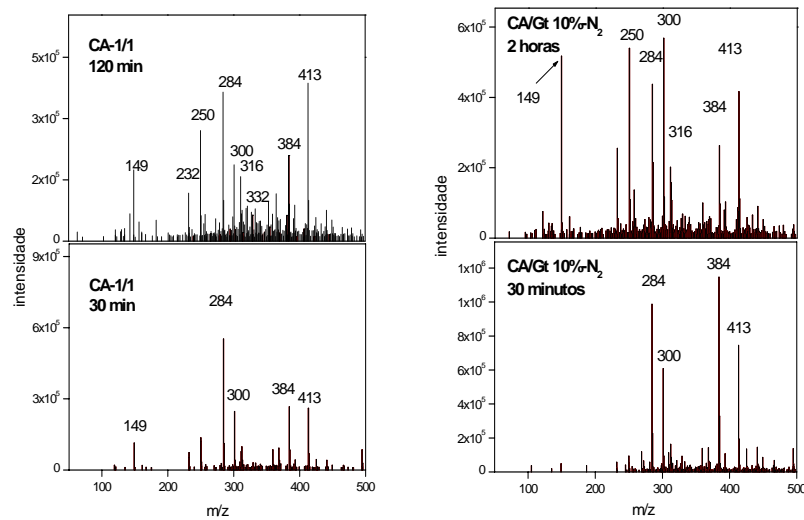 CA-1/1
120 min
5x10⁵
3x10⁵
2x10⁵
0
149
232
250
284
300
316
332
384
413
intensidade
CA-1/1
30 min
9x10⁵
6x10⁵
3x10⁵
0
149
284
300
384
413
100 200 300 400 500
m/z
CA/Gt 10%-N₂
2 horas
6x10⁵
4x10⁵
2x10⁵
0
149
250
284
300
316
384
413
intensidade
CA/Gt 10%-N₂
30 minutos
1x10⁶
1x10⁶
8x10⁵
6x10⁵
4x10⁵
2x10⁵
0
284
300
384
413
100 200 300 400 500
m/z